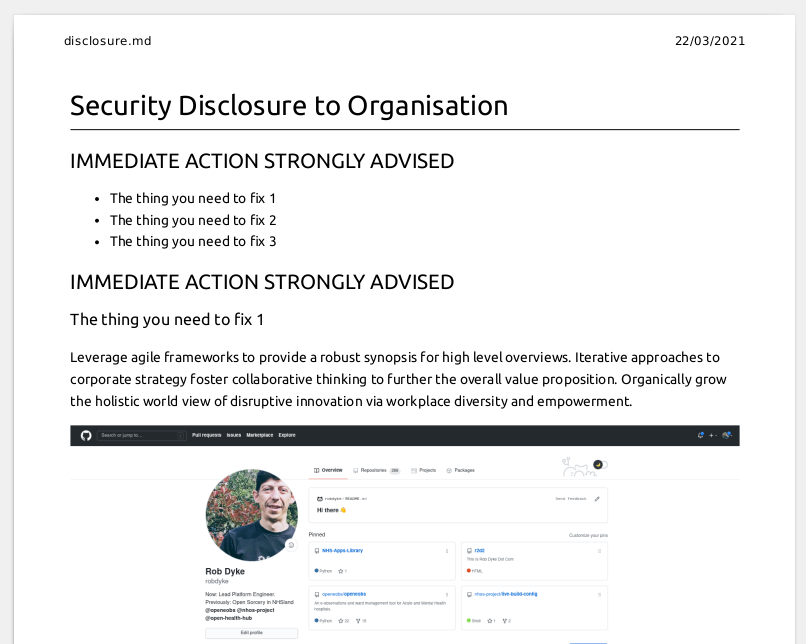 disclosure.md 22/03/2021
Security Disclosure to Organisation
IMMEDIATE ACTION STRONGLY ADVISED
• The thing you need to fix 1
• The thing you need to fix 2
• The thing you need to fix 3
IMMEDIATE ACTION STRONGLY ADVISED
The thing you need to fix 1
Leverage agile frameworks to provide a robust synopsis for high level overviews. Iterative approaches to
corporate strategy foster collaborative thinking to further the overall value proposition. Organically grow
the holistic world view of disruptive innovation via workplace diversity and empowerment.
Search or jump to... Pull requests Issues Marketplace Explore
Overview Repositories Projects Packages
robdyke / README.md Send feedback
Hi there 👋
Pinned Customize your pins
NHS-Apps-Library
Python 1
r3d2
This is Rob Dyke Dot Com
HTML
Rob Dyke
robdyke
Now: Lead Platform Engineer.
Previously: Open Sorcery in NHSland
@openeobs @nhos-project
@open-health-hub
Edit profile
openeobs/openeobs
An e-observations and ward management tool for Acute and Mental Health
hospitals.
Python
nhos-project/live-build-config
Shell 1 2